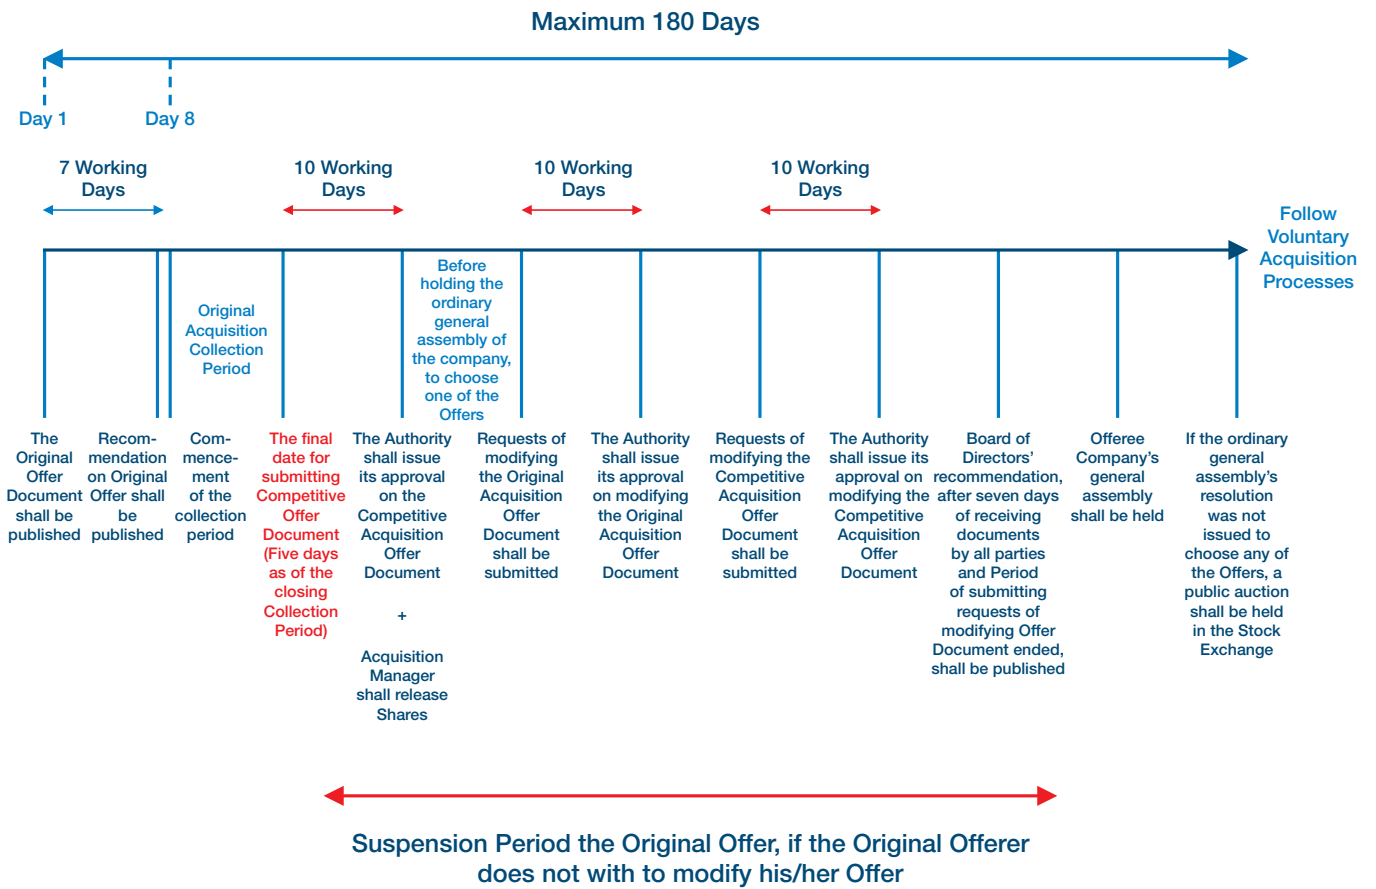 Maximum 180 Days
Day 1
Day 8
7 Working
Days
10 Working
Days
10 Working
Days
10 Working
Days
Follow
Voluntary
Acquisition
Processes
Original
Acquisition
Collection
Period
Before
holding the
ordinary
general
assembly of
the company,
to choose
one of the
Offers
The
Original
Offer
Document
shall be
published
Recom-
mendation
on Original
Offer shall
be
published
Com-
mence-
ment
of the
collection
period
The final
date for
submitting
Competitive
Offer
Document
(Five days
as of the
closing
Collection
Period)
The Authority
shall issue
its approval
on the
Competitive
Acquisition
Offer
Document
+
Acquisition
Manager
shall release
Shares
Requests of
modifying
the Original
Acquisition
Offer
Document
shall be
submitted
The Authority
shall issue
its approval
on modifying
the Original
Acquisition
Offer
Document
Requests of
modifying the
Competitive
Acquisition
Offer
Document
shall be
submitted
The Authority
shall issue its
approval on
modifying the
Competitive
Acquisition
Offer
Document
Board of
Directors’
recommendation,
after seven days
of receiving
documents
by all parties
and Period
of submitting
requests of
modifying Offer
Document ended,
shall be published
Offeree
Company’s
general
assembly
shall be held
If the ordinary
general
assembly’s
resolution
was not
issued to
choose any of
the Offers, a
public auction
shall be held
in the Stock
Exchange
Suspension Period the Original Offer, if the Original Offerer
does not with to modify his/her Offer